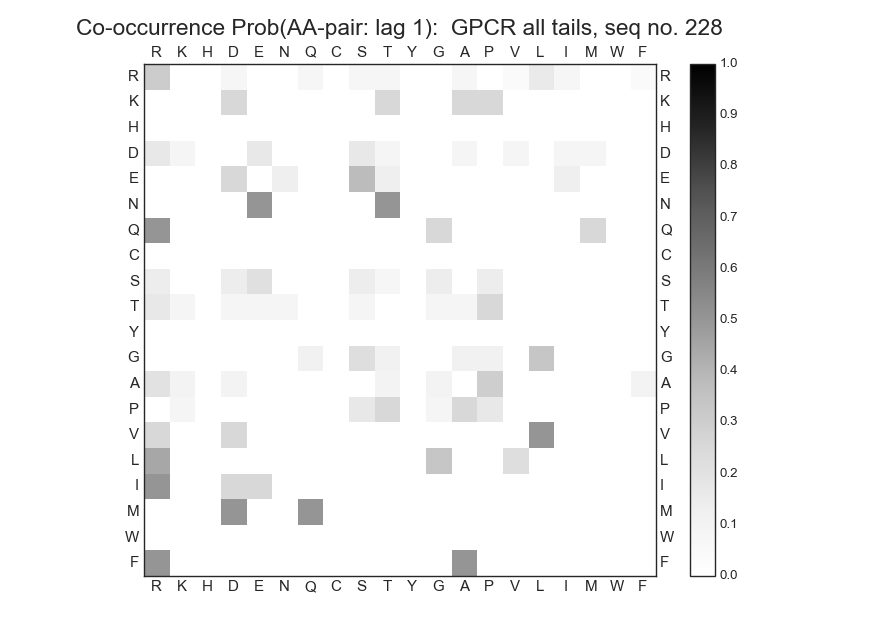 Co-occurrence Prob(AA-pair: lag 1):  GPCR all tails, seq no. 228
R K H D E N Q C S T Y G A P V L I M W F
R R
K K
H H
D D
E E
N N
Q Q
C C
S S
T T
Y Y
G G
A A
P P
V V
L L
I I
M M
W W
F F
R K H D E N Q C S T Y G A P V L I M W F
1.0
0.9
0.8
0.7
0.6
0.5
0.4
0.3
0.2
0.1
0.0